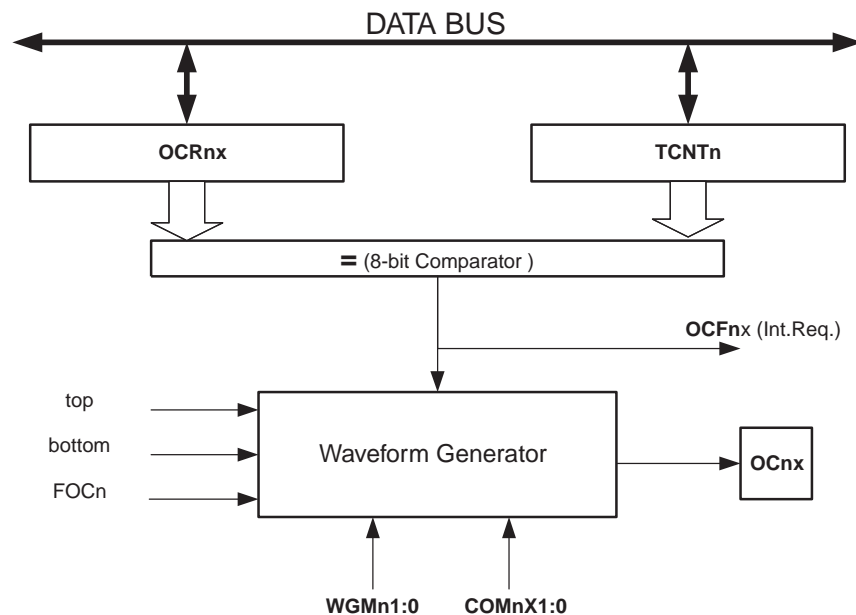 DATA BUS
OCRnx
TCNTn
= (8-bit Comparator )
OCFnx (Int.Req.)
top
bottom
FOCn
Waveform Generator
OCnx
WGMn1:0
COMnX1:0